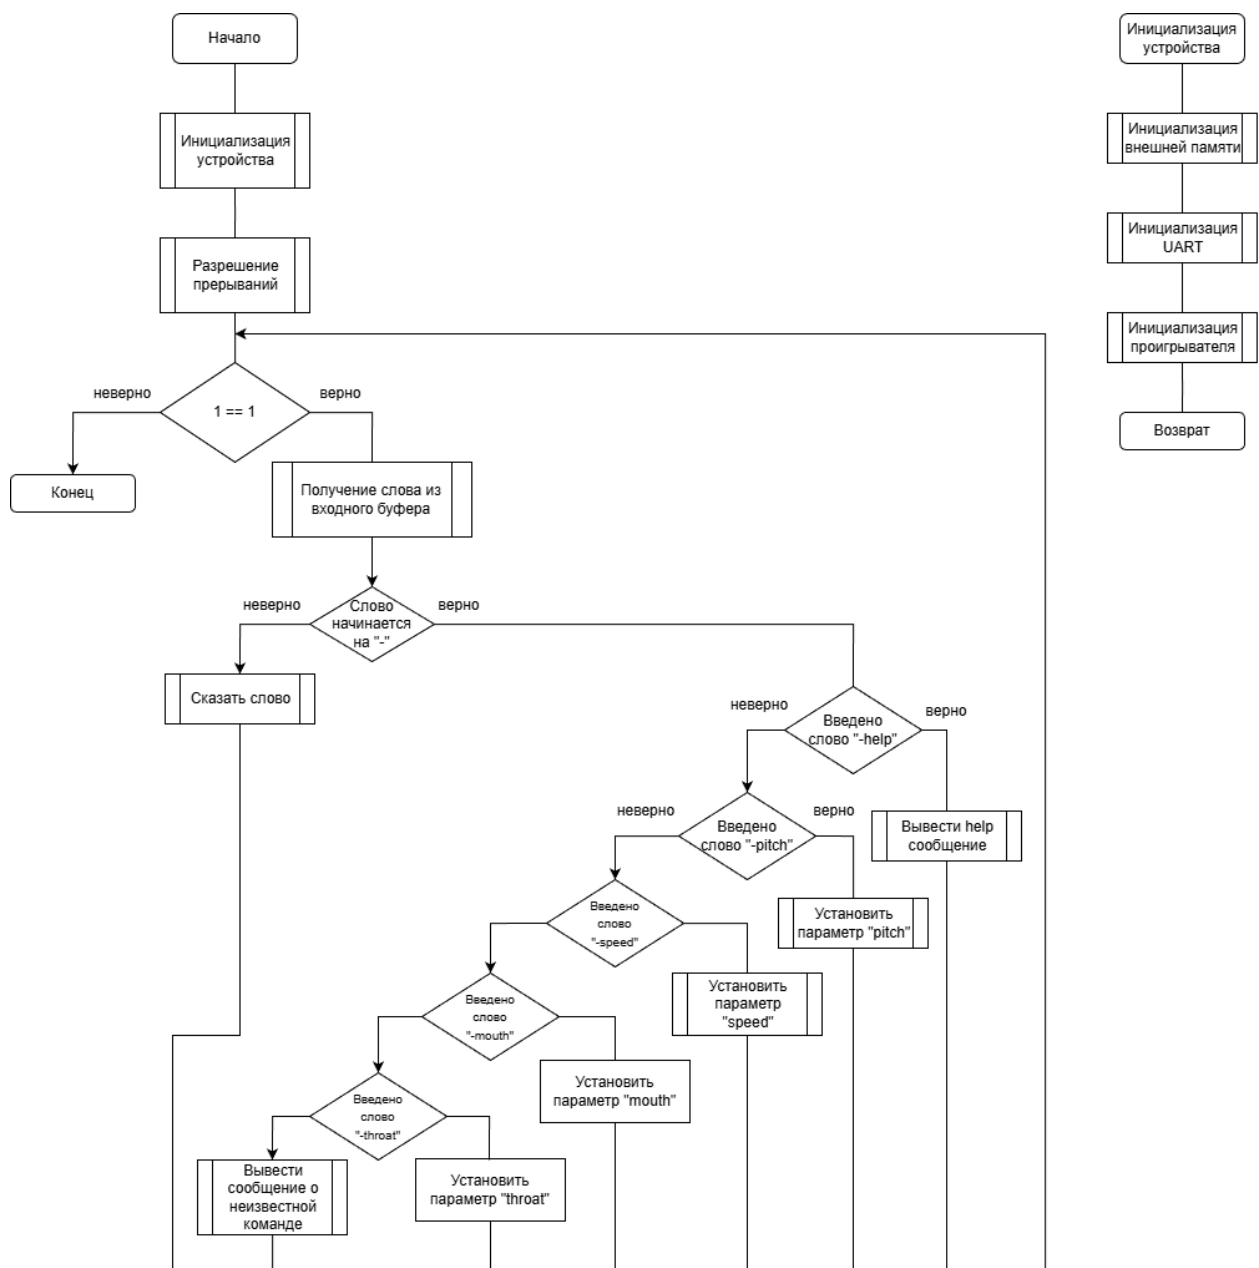 Начало
Инициализация
устройства
Разрешение
прерываний
неверно
1 == 1
верно
Конец
Получение слова из
входного буфера
неверно
Слово
начинается
на "-"
верно
Сказать слово
неверно
Введено
слово "-help"
верно
неверно
Введено
слово "-pitch"
верно
Вывести help
сообщение
Введено
слово
"-speed"
Установить
параметр "pitch"
Введено
слово
"-mouth"
Установить
параметр
"speed"
Введено
слово
"-throat"
Установить
параметр "mouth"
Вывести
сообщение о
неизвестной
команде
Установить
параметр "throat"
Инициализация
устройства
Инициализация
внешней памяти
Инициализация
UART
Инициализация
проигрывателя
Возврат